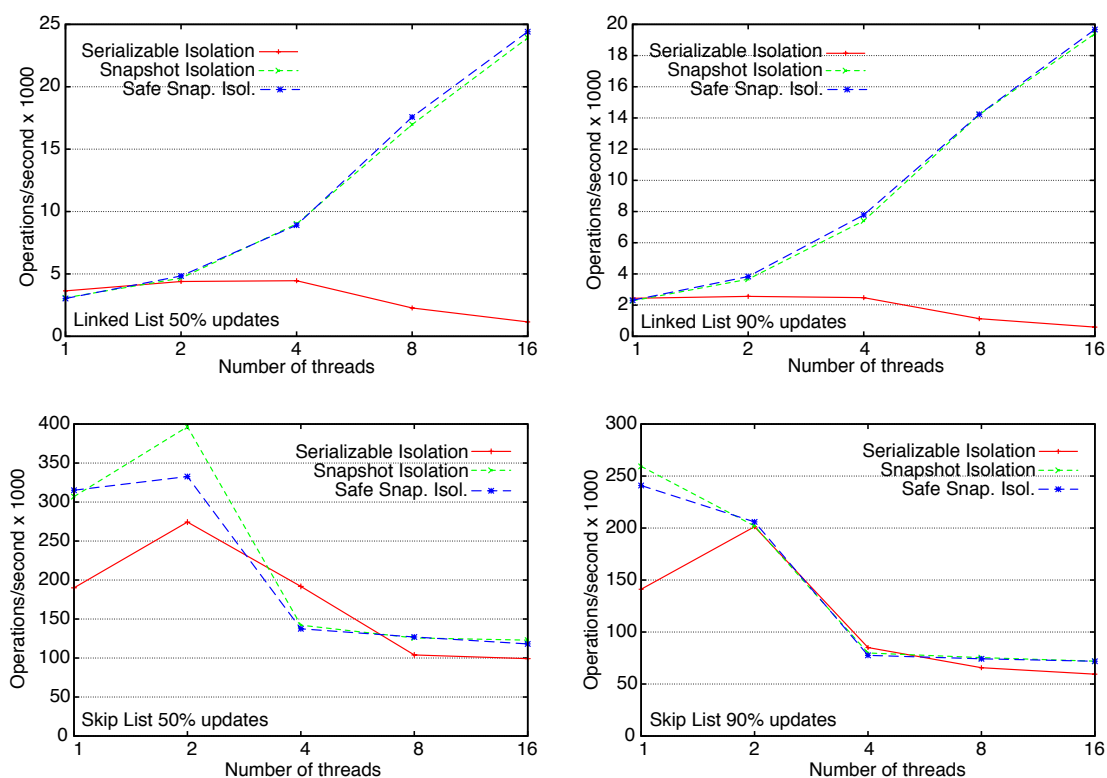 25
20
15
10
5
0
Operations/second x 1000
Serializable Isolation
Snapshot Isolation
Safe Snap. Isol.
Linked List 50% updates
1 2 4 8 16
Number of threads
20
18
16
14
12
10
8
6
4
2
0
Operations/second x 1000
Serializable Isolation
Snapshot Isolation
Safe Snap. Isol.
Linked List 90% updates
1 2 4 8 16
Number of threads
400
350
300
250
200
150
100
50
0
Operations/second x 1000
Serializable Isolation
Snapshot Isolation
Safe Snap. Isol.
Skip List 50% updates
1 2 4 8 16
Number of threads
300
250
200
150
100
50
0
Operations/second x 1000
Serializable Isolation
Snapshot Isolation
Safe Snap. Isol.
Skip List 90% updates
1 2 4 8 16
Number of threads